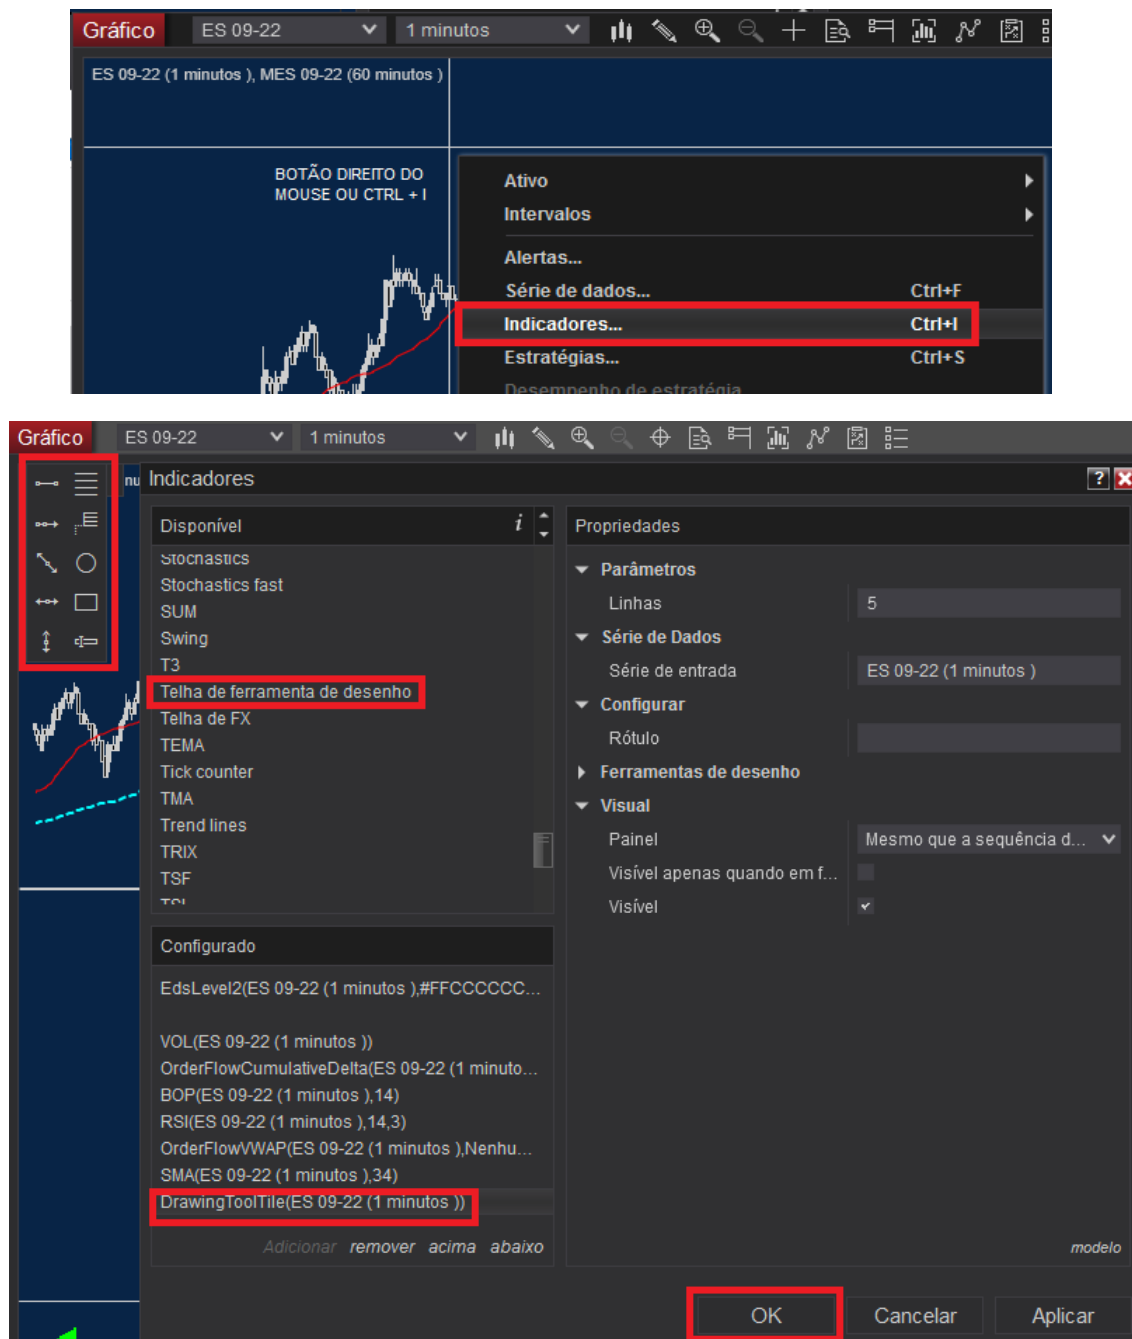 Gráfico ES 09-22 1 minutos
ES 09-22 (1 minutos ), MES 09-22 (60 minutos )
BOTÃO DIREITO DO
MOUSE OU CTRL + I
Ativo
Intervalos
Alertas...
Série de dados... Ctrl+F
Indicadores... Ctrl+I
Estratégias... Ctrl+S
Desempenho de estratégia
Gráfico ES 09-22 1 minutos
nu
Indicadores ?
Disponível i
Stochastics
Stochastics fast
SUM
Swing
T3
Telha de ferramenta de desenho
Telha de FX
TEMA
Tick counter
TMA
Trend lines
TRIX
TSF
TSI
Configurado
EdsLevel2(ES 09-22 (1 minutos ),#FFCCCCCC...
VOL(ES 09-22 (1 minutos ))
OrderFlowCumulativeDelta(ES 09-22 (1 minuto...
BOP(ES 09-22 (1 minutos ),14)
RSI(ES 09-22 (1 minutos ),14,3)
OrderFlowVWAP(ES 09-22 (1 minutos ),Nenhu...
SMA(ES 09-22 (1 minutos ),34)
DrawingToolTile(ES 09-22 (1 minutos ))
Adicionar remover acima abaixo
Propriedades
Parâmetros
Linhas 5
Série de Dados
Série de entrada ES 09-22 (1 minutos )
Configurar
Rótulo
Ferramentas de desenho
Visual
Painel Mesmo que a sequência d...
Visível apenas quando em f...
Visível
modelo
OK Cancelar Aplicar